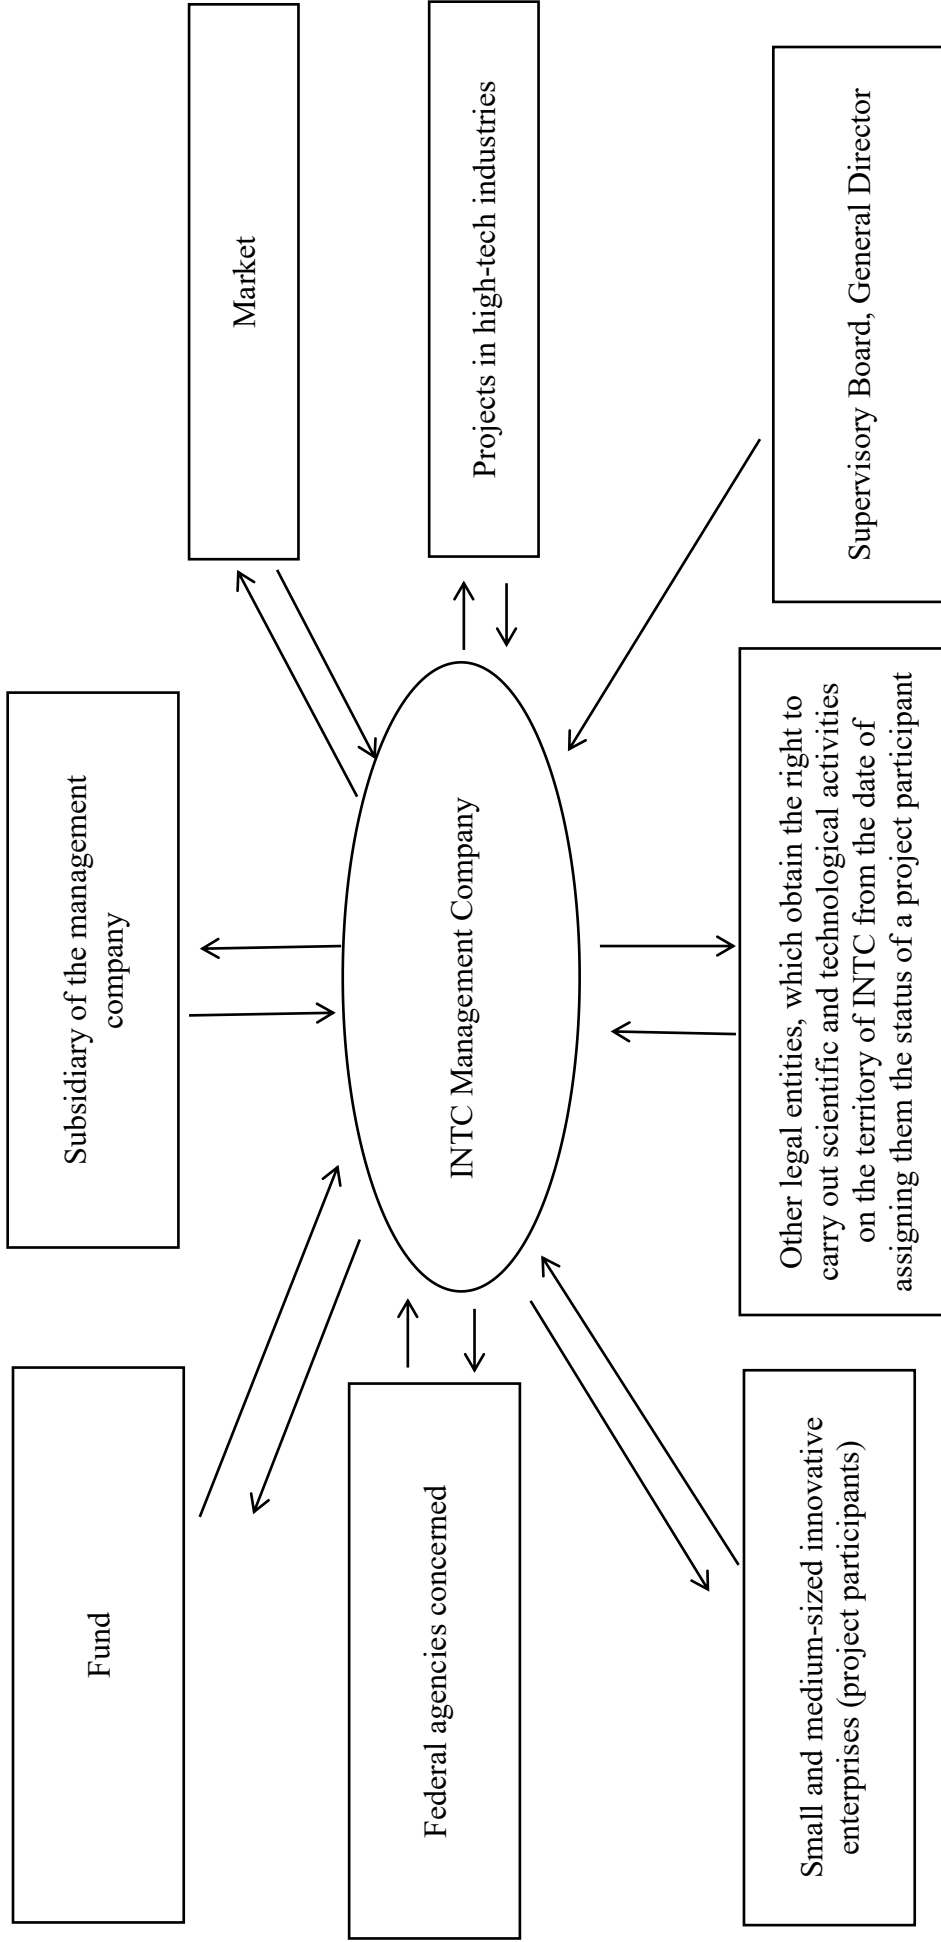 Fund
Subsidiary of the management
company
Market
Federal agencies concerned
INTC Management Company
Projects in high-tech industries
Small and medium-sized innovative
enterprises (project participants)
Other legal entities, which obtain the right to
carry out scientific and technological activities
on the territory of INTC from the date of
assigning them the status of a project participant
Supervisory Board, General Director